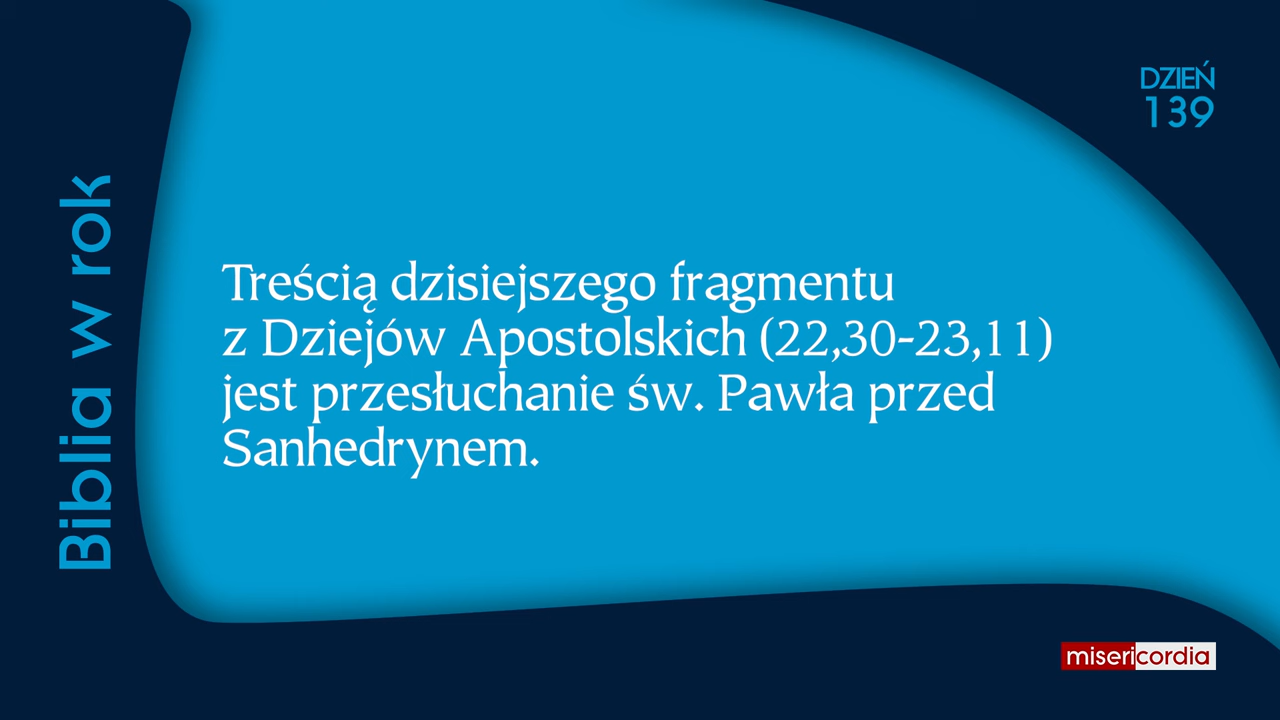 Biblia w rok
DZIEŃ
139
Treścią dzisiejszego fragmentu
z Dziejów Apostolskich (22,30-23,11)
jest przesłuchanie św. Pawła przed
Sanhedrynem.
misericordia